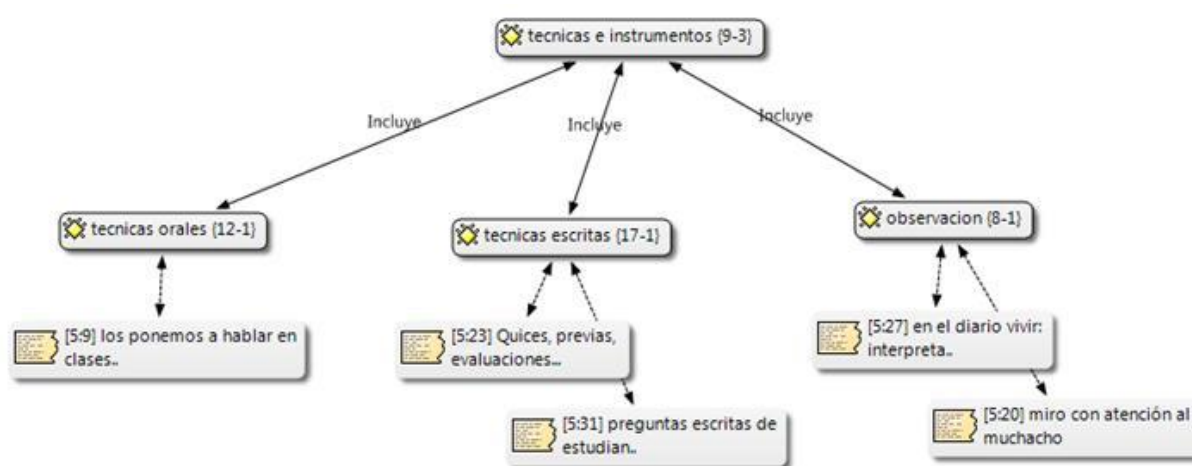 tecnicas e instrumentos {9-3}
Incluye
Incluye
Incluye
tecnicas orales {12-1}
tecnicas escritas {17-1}
observacion {8-1}
[5:9] los ponemos a hablar en
clases..
[5:23] Quices, previas,
evaluaciones...
[5:27] en el diario vivir:
interpreta..
[5:31] preguntas escritas de
estudian..
[5:20] miro con atención al
muchacho